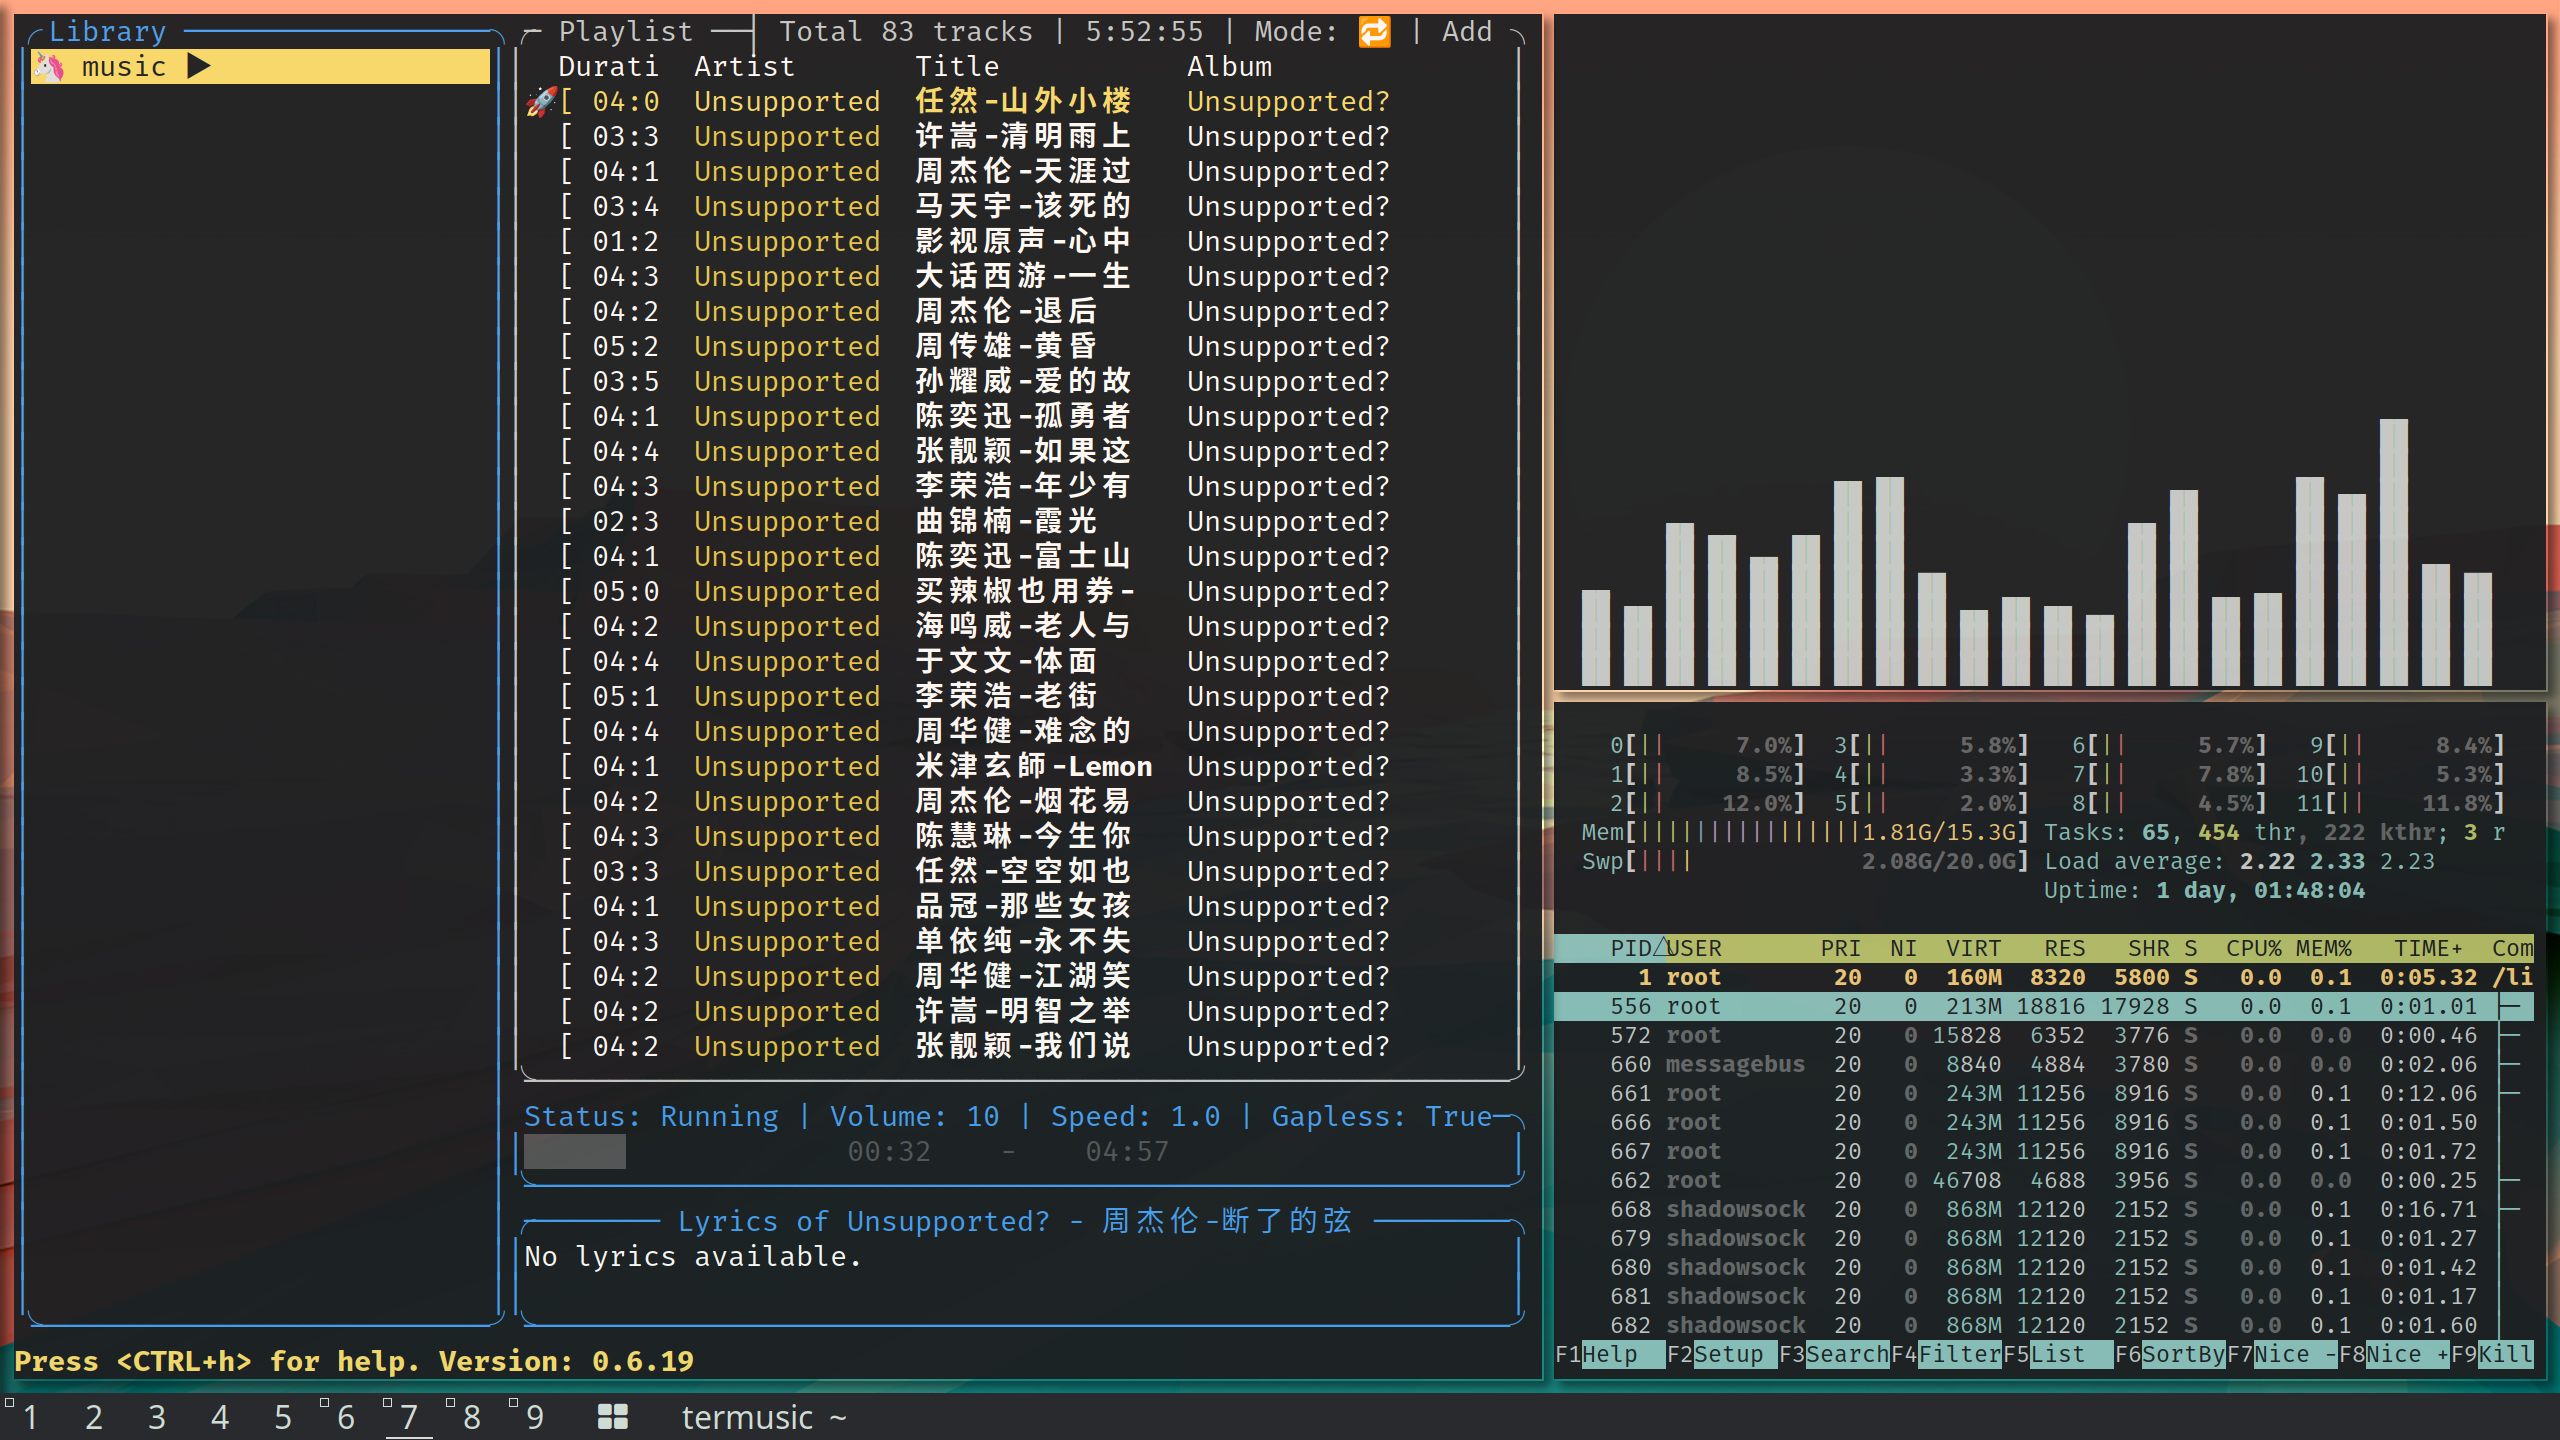 Library
music ▶
Playlist | Total 83 tracks | 5:52:55 | Mode: 🔁 | Add
Durati Artist Title Album
🚀[ 04:0 Unsupported 任然-山外小楼 Unsupported?
[ 03:3 Unsupported 许嵩-清明雨上 Unsupported?
[ 04:1 Unsupported 周杰伦-天涯过 Unsupported?
[ 03:4 Unsupported 马天宇-该死的 Unsupported?
[ 01:2 Unsupported 影视原声-心中 Unsupported?
[ 04:3 Unsupported 大话西游-一生 Unsupported?
[ 04:2 Unsupported 周杰伦-退后 Unsupported?
[ 05:2 Unsupported 周传雄-黄昏 Unsupported?
[ 03:5 Unsupported 孙耀威-爱的故 Unsupported?
[ 04:1 Unsupported 陈奕迅-孤勇者 Unsupported?
[ 04:4 Unsupported 张靓颖-如果这 Unsupported?
[ 04:3 Unsupported 李荣浩-年少有 Unsupported?
[ 02:3 Unsupported 曲锦楠-霞光 Unsupported?
[ 04:1 Unsupported 陈奕迅-富士山 Unsupported?
[ 05:0 Unsupported 买辣椒也用券- Unsupported?
[ 04:2 Unsupported 海鸣威-老人与 Unsupported?
[ 04:4 Unsupported 于文文-体面 Unsupported?
[ 05:1 Unsupported 李荣浩-老街 Unsupported?
[ 04:4 Unsupported 周华健-难念的 Unsupported?
[ 04:1 Unsupported 米津玄師-Lemon Unsupported?
[ 04:2 Unsupported 周杰伦-烟花易 Unsupported?
[ 04:3 Unsupported 陈慧琳-今生你 Unsupported?
[ 03:3 Unsupported 任然-空空如也 Unsupported?
[ 04:1 Unsupported 品冠-那些女孩 Unsupported?
[ 04:3 Unsupported 单依纯-永不失 Unsupported?
[ 04:2 Unsupported 周华健-江湖笑 Unsupported?
[ 04:2 Unsupported 许嵩-明智之举 Unsupported?
[ 04:2 Unsupported 张靓颖-我们说 Unsupported?
Status: Running | Volume: 10 | Speed: 1.0 | Gapless: True
00:32 - 04:57
Lyrics of Unsupported? - 周杰伦-断了的弦
No lyrics available.
Press <CTRL+h> for help. Version: 0.6.19
0[|| 7.0%] 3[|| 5.8%] 6[|| 5.7%] 9[|| 8.4%]
1[|| 8.5%] 4[|| 3.3%] 7[|| 7.8%] 10[|| 5.3%]
2[|| 12.0%] 5[|| 2.0%] 8[|| 4.5%] 11[|| 11.8%]
Mem[||||||||||||||||1.81G/15.3G] Tasks: 65, 454 thr, 222 kthr; 3 r
Swp[|||| 2.08G/20.0G] Load average: 2.22 2.33 2.23
Uptime: 1 day, 01:48:04
PID△USER PRI NI VIRT RES SHR S CPU% MEM% TIME+ Com
1 root 20 0 160M 8320 5800 S 0.0 0.1 0:05.32 /li
556 root 20 0 213M 18816 17928 S 0.0 0.1 0:01.01
572 root 20 0 15828 6352 3776 S 0.0 0.0 0:00.46
660 messagebus 20 0 8840 4884 3780 S 0.0 0.0 0:02.06
661 root 20 0 243M 11256 8916 S 0.0 0.1 0:12.06
666 root 20 0 243M 11256 8916 S 0.0 0.1 0:01.50
667 root 20 0 243M 11256 8916 S 0.0 0.1 0:01.72
662 root 20 0 46708 4688 3956 S 0.0 0.0 0:00.25
668 shadowsock 20 0 868M 12120 2152 S 0.0 0.1 0:16.71
679 shadowsock 20 0 868M 12120 2152 S 0.0 0.1 0:01.27
680 shadowsock 20 0 868M 12120 2152 S 0.0 0.1 0:01.42
681 shadowsock 20 0 868M 12120 2152 S 0.0 0.1 0:01.17
682 shadowsock 20 0 868M 12120 2152 S 0.0 0.1 0:01.60
F1Help F2Setup F3SearchF4FilterF5List F6SortByF7Nice -F8Nice +F9Kill
1 2 3 4 5 6 7 8 9 termusic ~